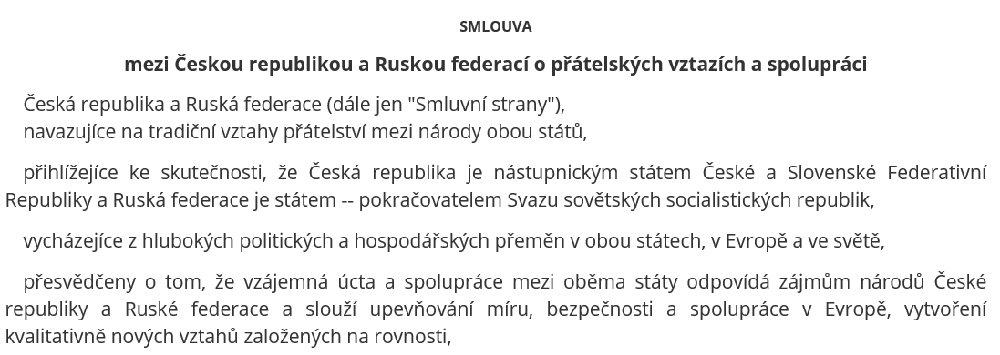 SMLOUVA
mezi Českou republikou a Ruskou federací o přátelských vztazích a spolupráci
Česká republika a Ruská federace (dále jen "Smluvní strany"),
navazujíce na tradiční vztahy přátelství mezi národy obou států,
přihlížejíce ke skutečnosti, že Česká republika je nástupnickým státem České a Slovenské Federativní
Republiky a Ruská federace je státem -- pokračovatelem Svazu sovětských socialistických republik,
vycházejíce z hlubokých politických a hospodářských přeměn v obou státech, v Evropě a ve světě,
přesvědčeny o tom, že vzájemná úcta a spolupráce mezi oběma státy odpovídá zájmům národů České
republiky a Ruské federace a slouží upevňování míru, bezpečnosti a spolupráce v Evropě, vytvoření
kvalitativně nových vztahů založených na rovnosti,